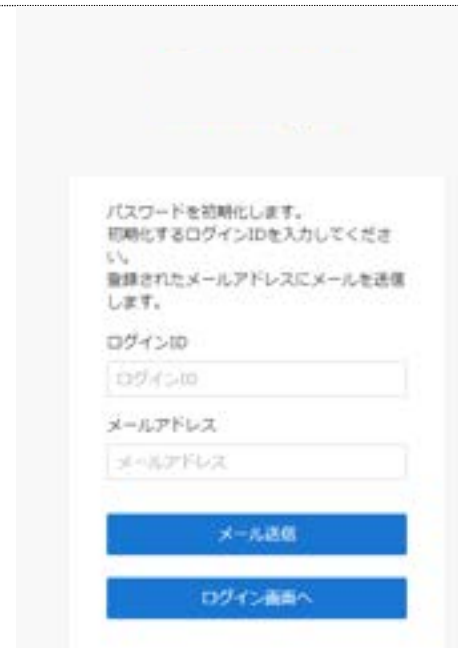 パスワードを初期化します。
初期化するログインIDを入力してくださ
い。
登録されたメールアドレスにメールを送信
します。
ログインID
ログインID
メールアドレス
メールアドレス
メール送信
ログイン画面へ